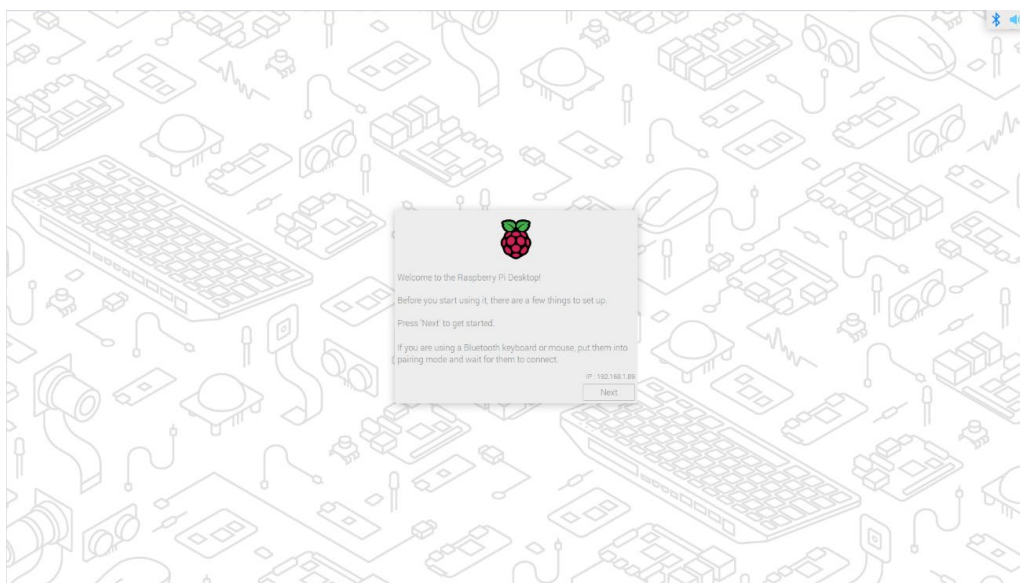 Welcome to the Raspberry Pi Desktop!
Before you start using it, there are a few things to set up.
Press 'Next' to get started.
If you are using a Bluetooth keyboard or mouse, put them into
pairing mode and wait for them to connect.
IP : 192.168.1.89
Next